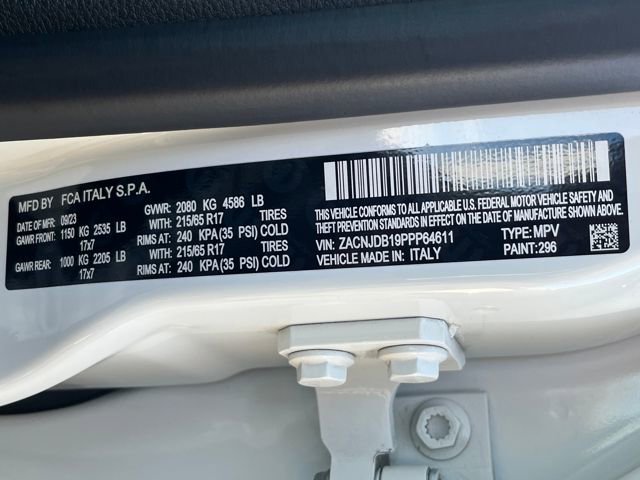 MFD BY FCA ITALY S.P.A.
DATE OF MFR 09/23 GVWR: 2080 KG 4586 LB
GAWR FRONT: 1150 KG 2535 LB WITH: 215/65 R17 TIRES
17x7 RIMS AT: 240 KPA (35 PSI) COLD
GAWR REAR: 1000 KG 2205 LB WITH: 215/65 R17 TIRES
17x7 RIMS AT: 240 KPA (35 PSI) COLD
THIS VEHICLE CONFORMS TO ALL APPLICABLE U.S. FEDERAL MOTOR VEHICLE SAFETY AND
THEFT PREVENTION STANDARDS IN EFFECT ON THE DATE OF MANUFACTURE SHOWN ABOVE
VIN: ZACNJDB19PPP64611 TYPE: MPV
VEHICLE MADE IN: ITALY PAINT: 296